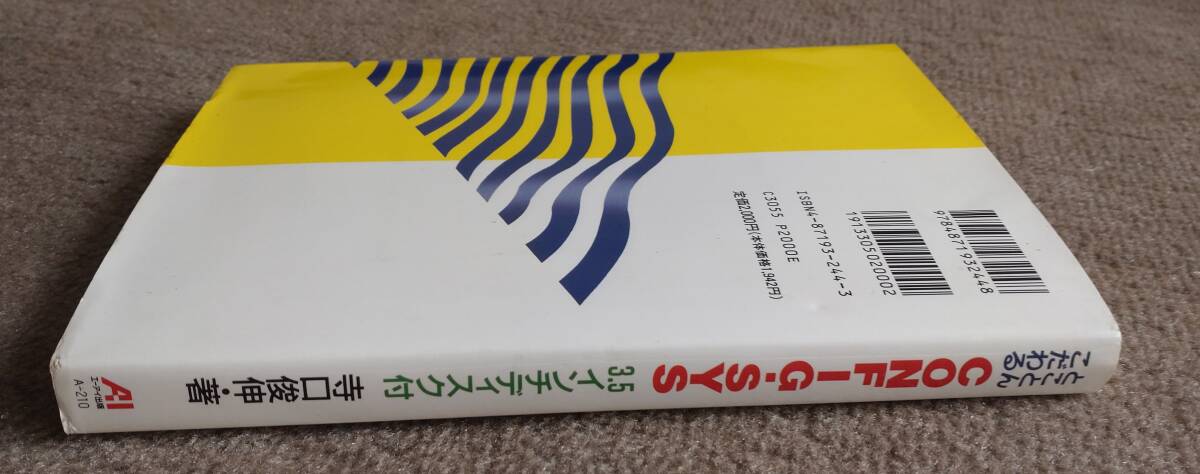 とことん
こだわる
CONFIG・SYS
3.5インチディスク付
寺口俊伸・著
AI
エーアイ出版
A-210
9784871932448
1913305020002
ISBN4-87193-244-3
C3055 P2000E
定価2,000円(本体価格1,942円)